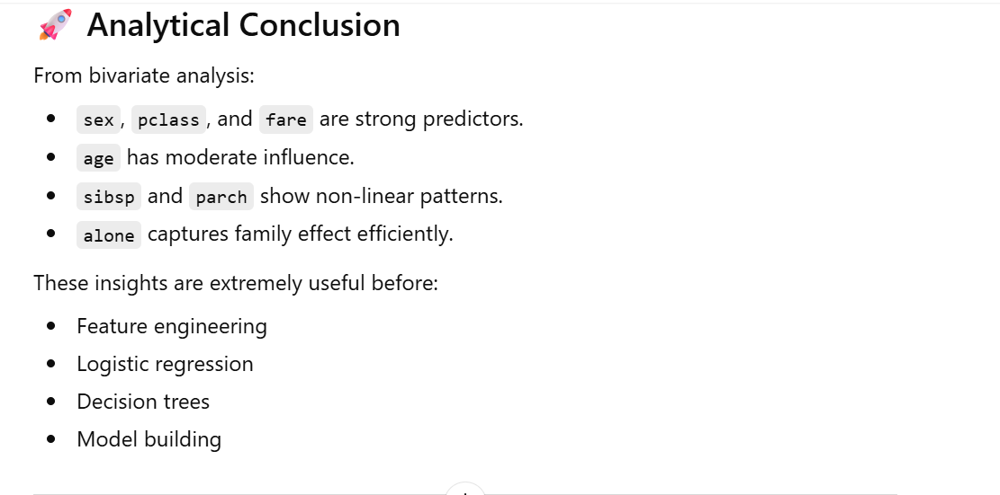 🚀 Analytical Conclusion
From bivariate analysis:
• sex, pclass, and fare are strong predictors.
• age has moderate influence.
• sibsp and parch show non-linear patterns.
• alone captures family effect efficiently.
These insights are extremely useful before:
• Feature engineering
• Logistic regression
• Decision trees
• Model building